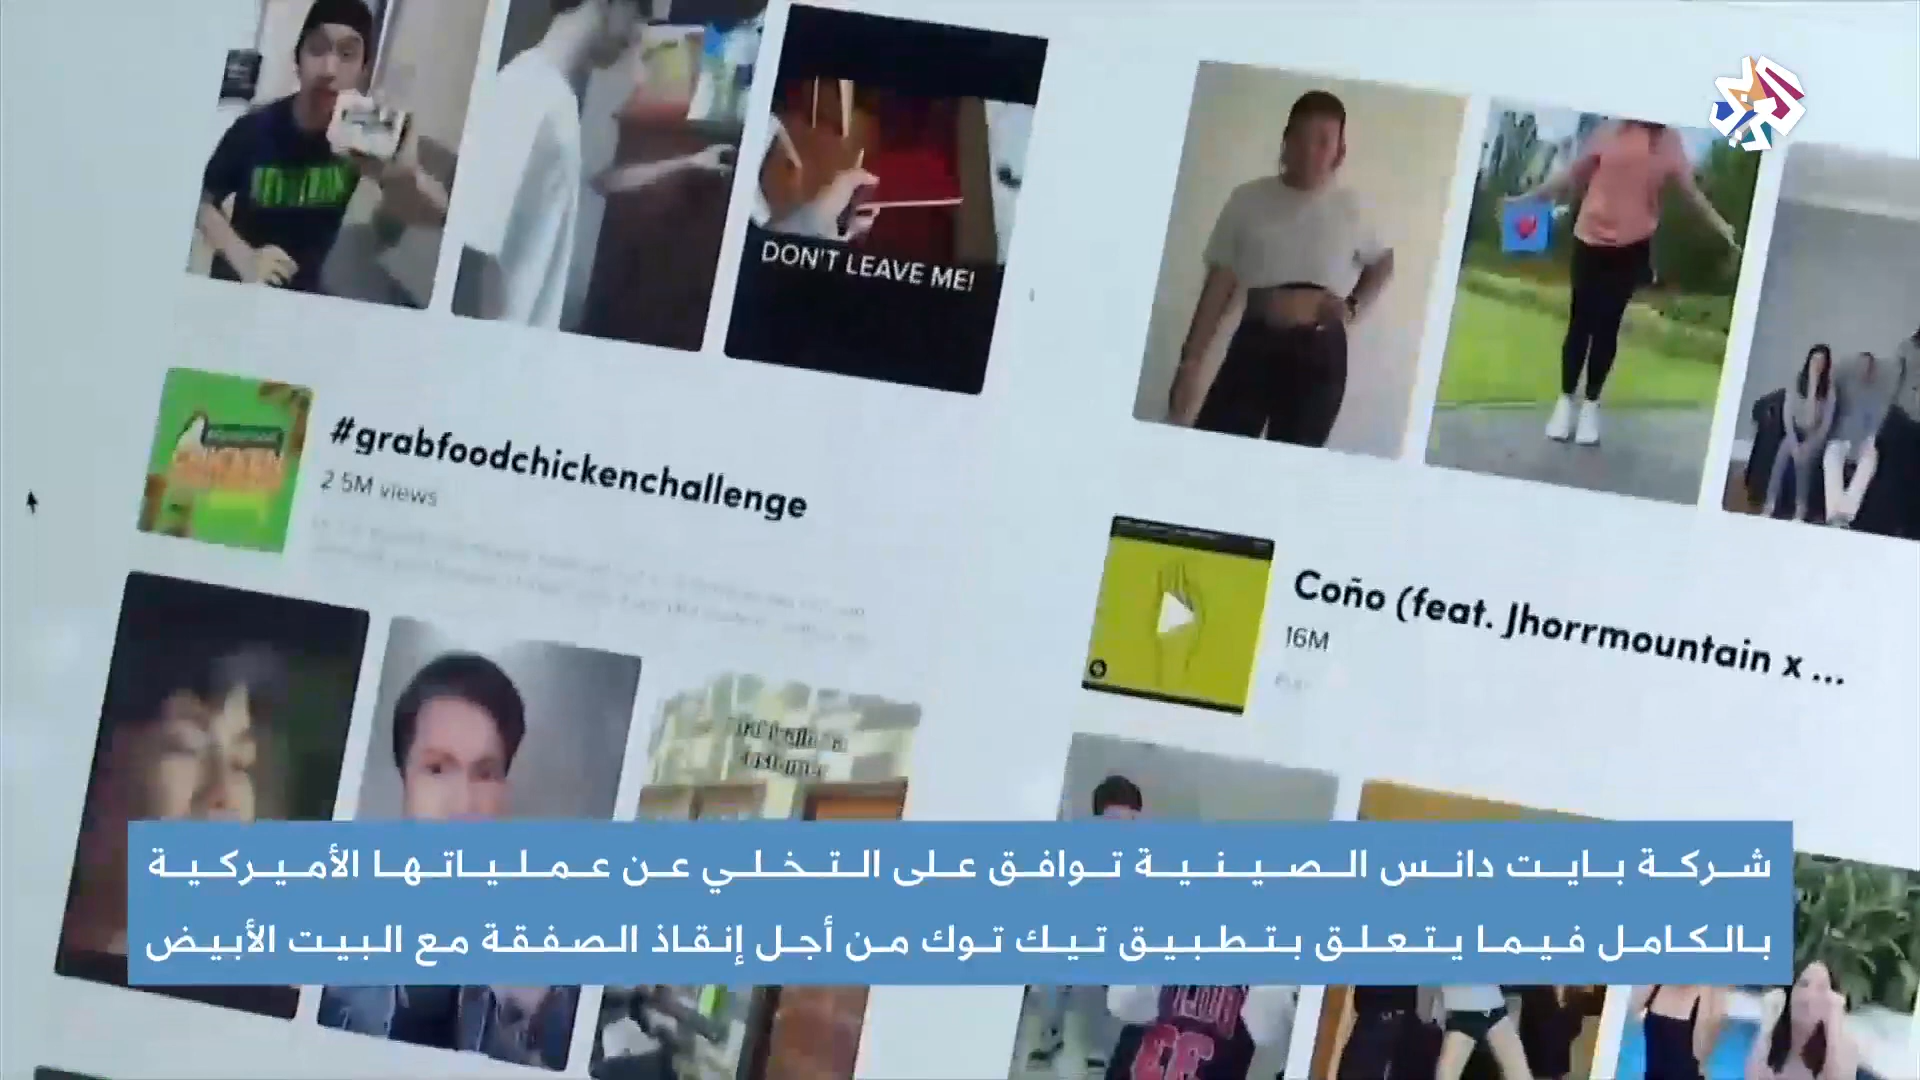 DON'T LEAVE ME!
#grabfoodchickenchallenge
2.5M views
Coño (feat. Jhorrmountain x ...
16M
شركة بايت دانس الصينية توافق على التخلي عن عملياتها الأميركية
بالكامل فيما يتعلق بتطبيق تيك توك من أجل إنقاذ الصفقة مع البيت الأبيض